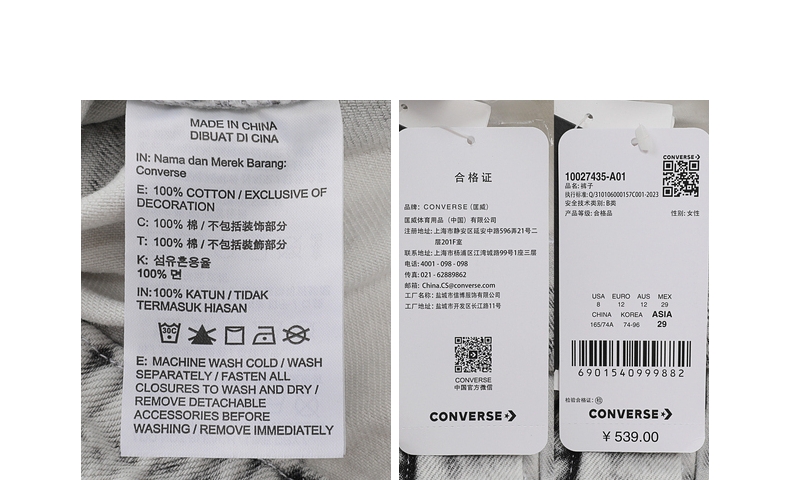 MADE IN CHINA
DIBUAT DI CINA
IN: Nama dan Merek Barang:
Converse
E: 100% COTTON / EXCLUSIVE OF
DECORATION
C: 100% 棉 / 不包括装饰部分
T: 100% 棉 / 不包括裝飾部分
K: 섬유혼용율
100% 면
IN: 100% KATUN / TIDAK
TERMASUK HIASAN
30C
E: MACHINE WASH COLD / WASH
SEPARATELY / FASTEN ALL
CLOSURES TO WASH AND DRY /
REMOVE DETACHABLE
ACCESSORIES BEFORE
WASHING / REMOVE IMMEDIATELY
合格证
品牌: CONVERSE (匡威)
匡威体育用品（中国）有限公司
注册地址: 上海市静安区延安中路596弄21号二
层201F室
联系地址: 上海市杨浦区江湾城路99号1座三层
电话: 4001 - 098 - 098
传真: 021 - 62889862
邮箱: China.CS@converse.com
工厂名称: 盐城市佳博服饰有限公司
工厂地址: 盐城市开发区长江路11号
CONVERSE
中国官方微信
CONVERSE
CONVERSE
10027435-A01
品名: 裤子
执行标准: Q/310106000157C001-2023
安全技术类别: B类
产品等级: 合格品 性别: 女性
USA EURO AUS MEX
8 12 12 29
CHINA KOREA ASIA
165/74A 74-96 29
6901540999882
检验合格证: 检
CONVERSE
¥ 539.00